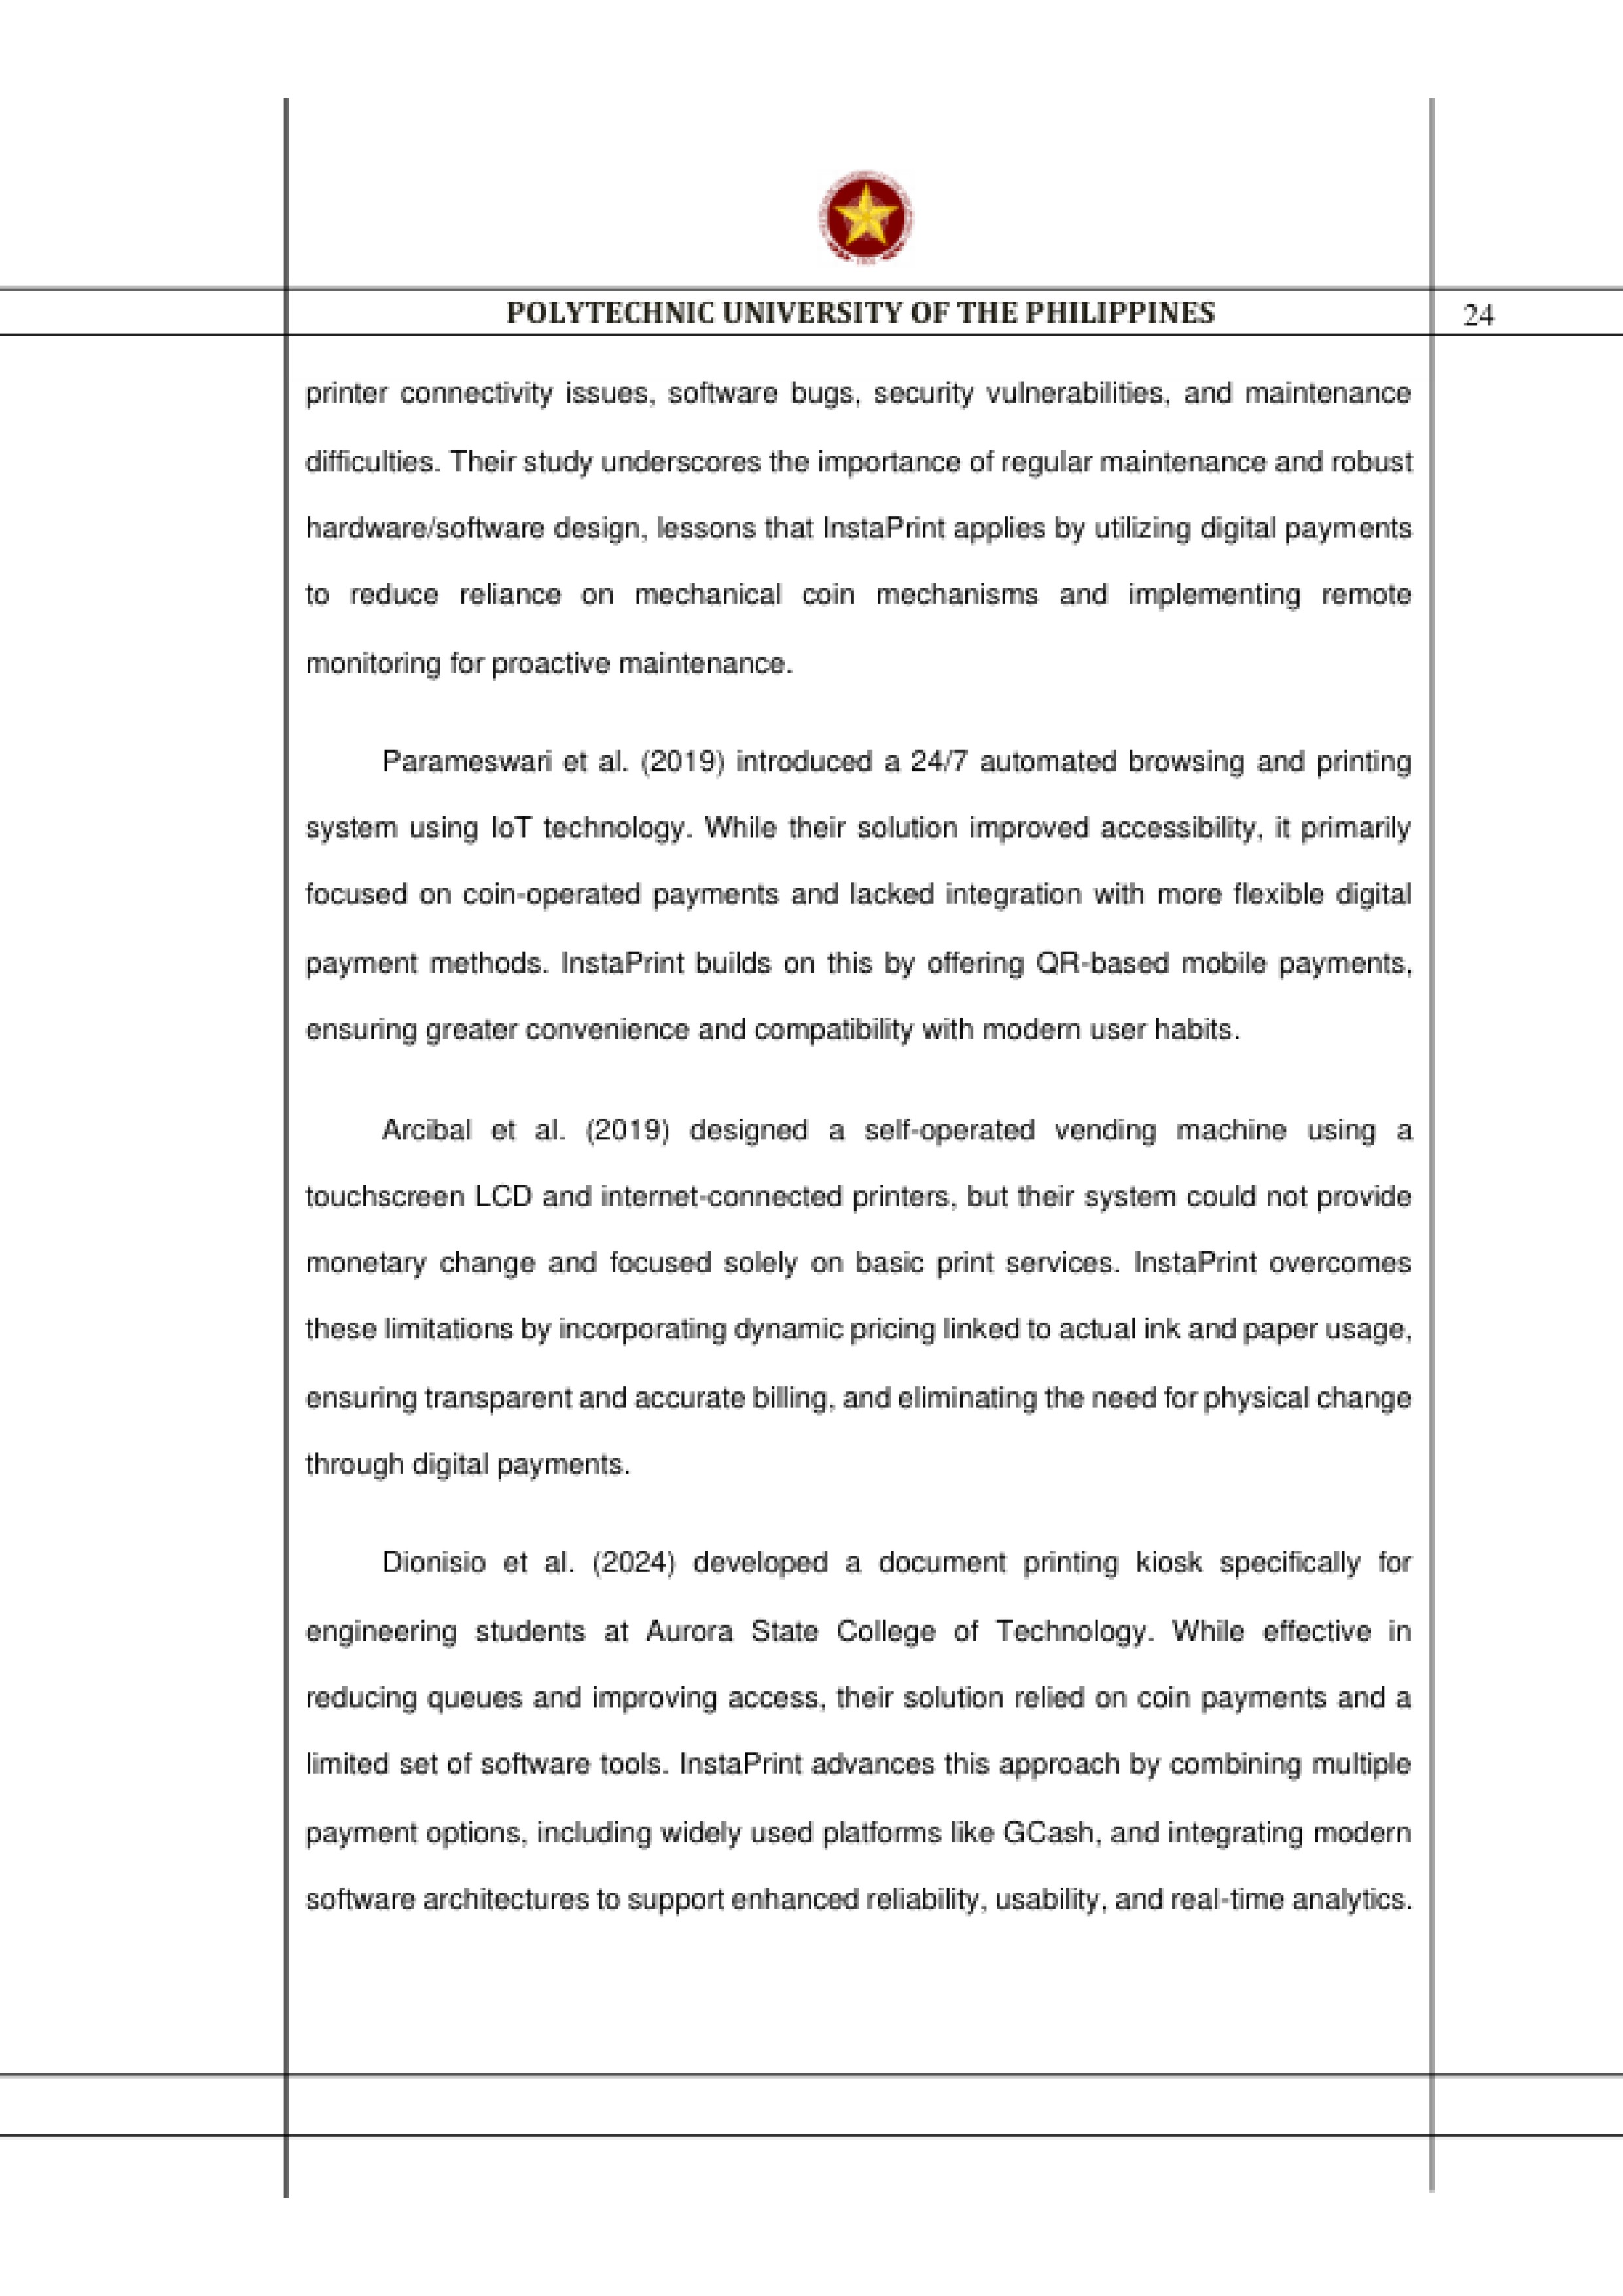 POLYTECHNIC UNIVERSITY OF THE PHILIPPINES
24
printer connectivity issues, software bugs, security vulnerabilities, and maintenance
difficulties. Their study underscores the importance of regular maintenance and robust
hardware/software design, lessons that InstaPrint applies by utilizing digital payments
to reduce reliance on mechanical coin mechanisms and implementing remote
monitoring for proactive maintenance.
Parameswari et al. (2019) introduced a 24/7 automated browsing and printing
system using IoT technology. While their solution improved accessibility, it primarily
focused on coin-operated payments and lacked integration with more flexible digital
payment methods. InstaPrint builds on this by offering QR-based mobile payments,
ensuring greater convenience and compatibility with modern user habits.
Arcibal et al. (2019) designed a self-operated vending machine using a
touchscreen LCD and internet-connected printers, but their system could not provide
monetary change and focused solely on basic print services. InstaPrint overcomes
these limitations by incorporating dynamic pricing linked to actual ink and paper usage,
ensuring transparent and accurate billing, and eliminating the need for physical change
through digital payments.
Dionisio et al. (2024) developed a document printing kiosk specifically for
engineering students at Aurora State College of Technology. While effective in
reducing queues and improving access, their solution relied on coin payments and a
limited set of software tools. InstaPrint advances this approach by combining multiple
payment options, including widely used platforms like GCash, and integrating modern
software architectures to support enhanced reliability, usability, and real-time analytics.